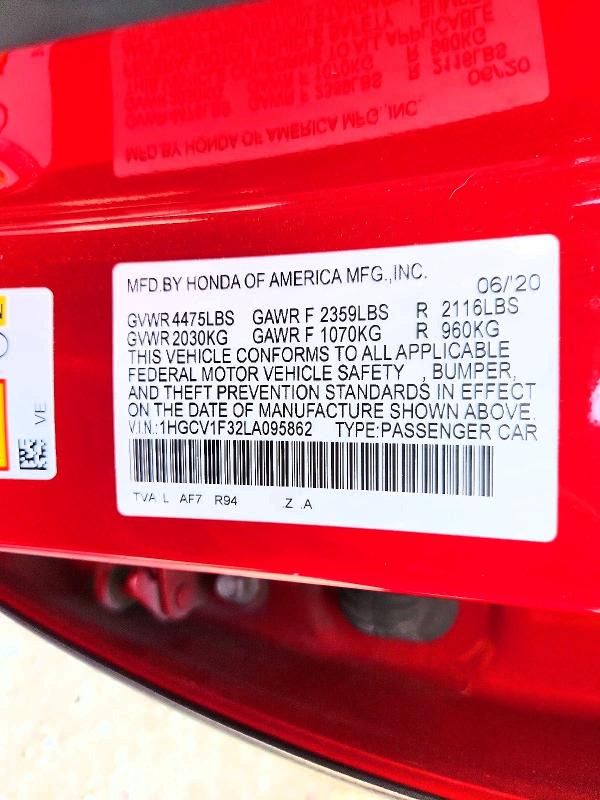 MFD.BY HONDA OF AMERICA MFG.,INC. 06/'20
GVWR 4475LBS GAWR F 2359LBS R 2116LBS
GVWR 2030KG GAWR F 1070KG R 960KG
THIS VEHICLE CONFORMS TO ALL APPLICABLE
FEDERAL MOTOR VEHICLE SAFETY , BUMPER,
AND THEFT PREVENTION STANDARDS IN EFFECT
ON THE DATE OF MANUFACTURE SHOWN ABOVE.
V.I.N.:1HGCV1F32LA095862 TYPE:PASSENGER CAR
TVA L AF7 R94 .Z .A
VE